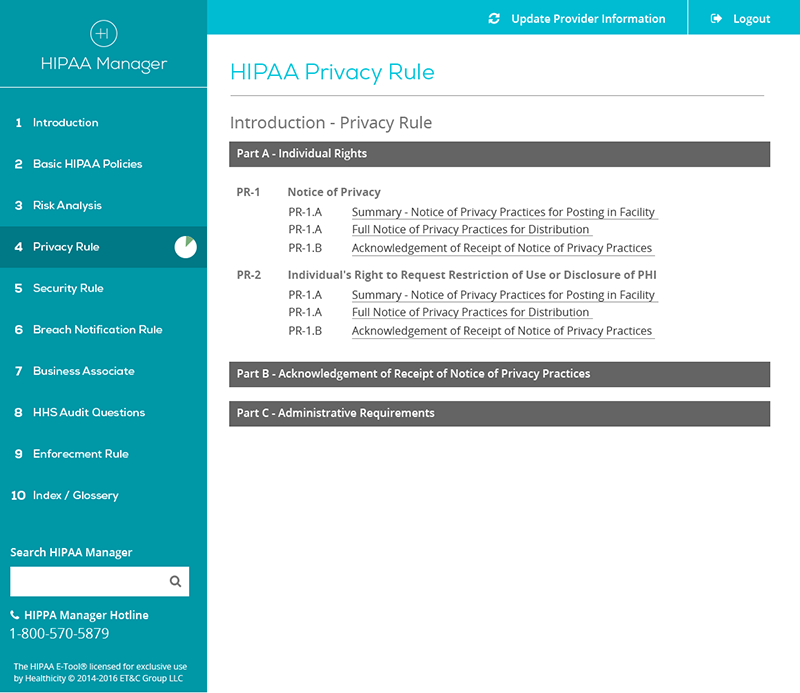 HIPAA Manager
1 Introduction
2 Basic HIPAA Policies
3 Risk Analysis
4 Privacy Rule
5 Security Rule
6 Breach Notification Rule
7 Business Associate
8 HHS Audit Questions
9 Enforecment Rule
10 Index / Glossery
Search HIPAA Manager
HIPPA Manager Hotline
1-800-570-5879
The HIPAA E-Tool® licensed for exclusive use
by Healthicity © 2014-2016 ET&C Group LLC
Update Provider Information Logout
HIPAA Privacy Rule
Introduction - Privacy Rule
Part A - Individual Rights
PR-1 Notice of Privacy
PR-1.A Summary - Notice of Privacy Practices for Posting in Facility
PR-1.A Full Notice of Privacy Practices for Distribution
PR-1.B Acknowledgement of Receipt of Notice of Privacy Practices
PR-2 Individual's Right to Request Restriction of Use or Disclosure of PHI
PR-1.A Summary - Notice of Privacy Practices for Posting in Facility
PR-1.A Full Notice of Privacy Practices for Distribution
PR-1.B Acknowledgement of Receipt of Notice of Privacy Practices
Part B - Acknowledgement of Receipt of Notice of Privacy Practices
Part C - Administrative Requirements